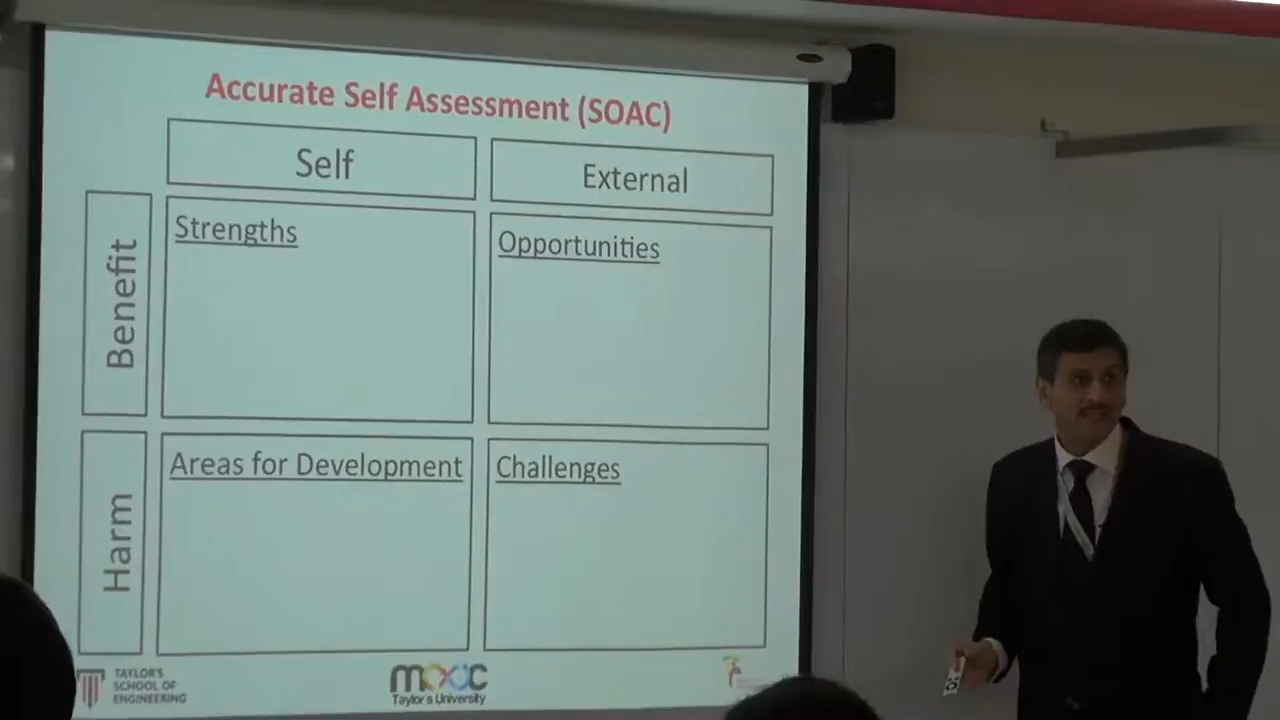 Accurate Self Assessment (SOAC)
Self
External
Benefit
Strengths
Opportunities
Harm
Areas for Development
Challenges
TAYLOR'S
SCHOOL OF
ENGINEERING
mooc
Taylor's University